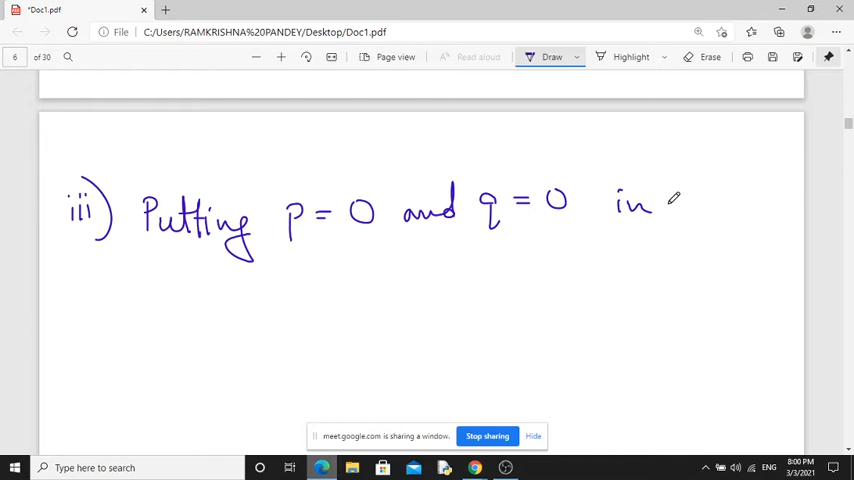 *Doc1.pdf
File C:/Users/RAMKRISHNA%20PANDEY/Desktop/Doc1.pdf
6 of 30 Page view Read aloud Draw Highlight Erase
iii) Putting p = 0 and q = 0 in
meet.google.com is sharing a window. Stop sharing Hide
Type here to search
ENG
8:00 PM
3/3/2021